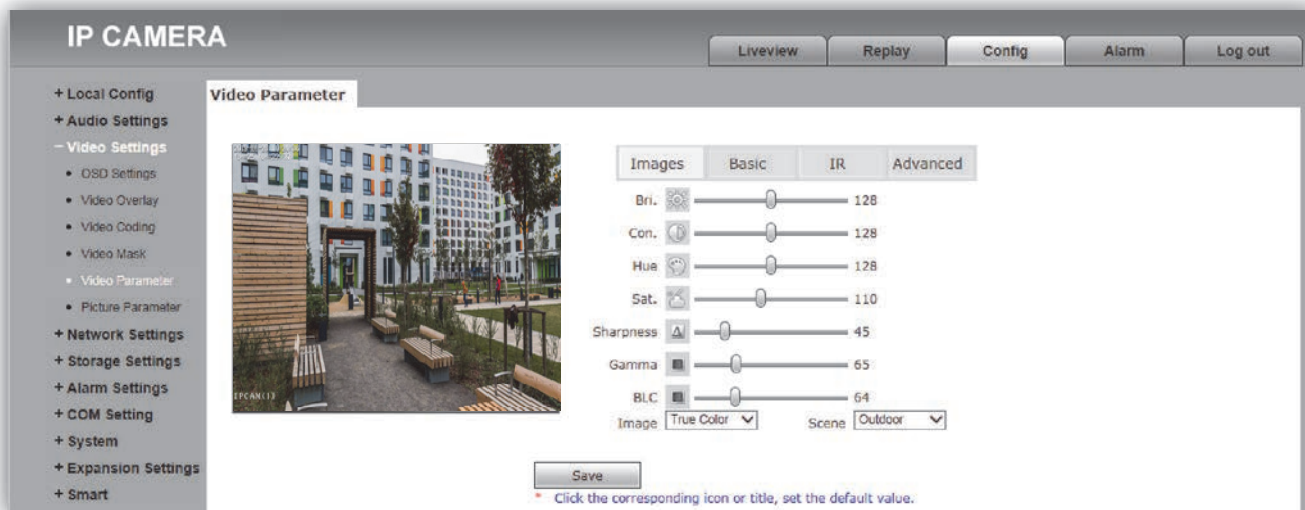 IP CAMERA
Liveview
Replay
Config
Alarm
Log out
+ Local Config
+ Audio Settings
− Video Settings
• OSD Settings
• Video Overlay
• Video Coding
• Video Mask
• Video Parameter
• Picture Parameter
+ Network Settings
+ Storage Settings
+ Alarm Settings
+ COM Setting
+ System
+ Expansion Settings
+ Smart
Video Parameter
IPCAM(1)
Images
Basic
IR
Advanced
Bri. 128
Con. 128
Hue 128
Sat. 110
Sharpness 45
Gamma 65
BLC 64
Image True Color Scene Outdoor
Save
* Click the corresponding icon or title, set the default value.